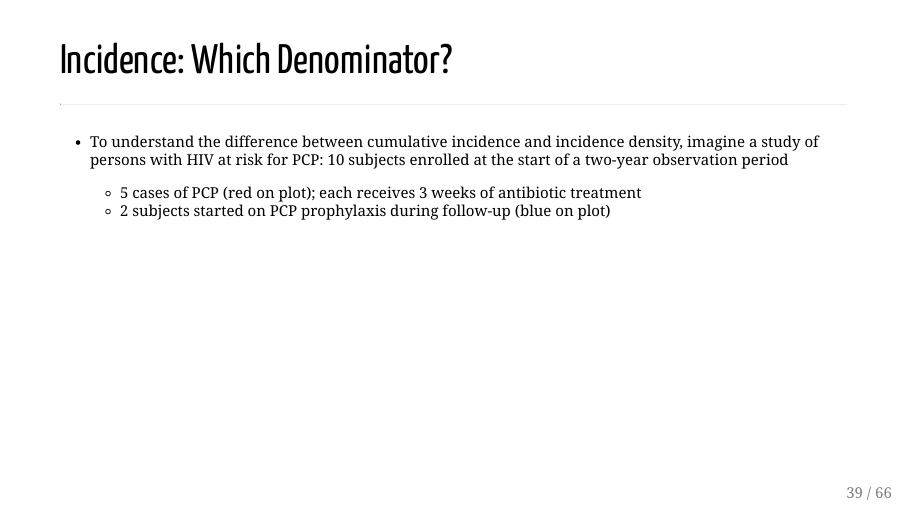 Incidence: Which Denominator?
• To understand the difference between cumulative incidence and incidence density, imagine a study of
persons with HIV at risk for PCP: 10 subjects enrolled at the start of a two-year observation period
◦ 5 cases of PCP (red on plot); each receives 3 weeks of antibiotic treatment
◦ 2 subjects started on PCP prophylaxis during follow-up (blue on plot)
39 / 66